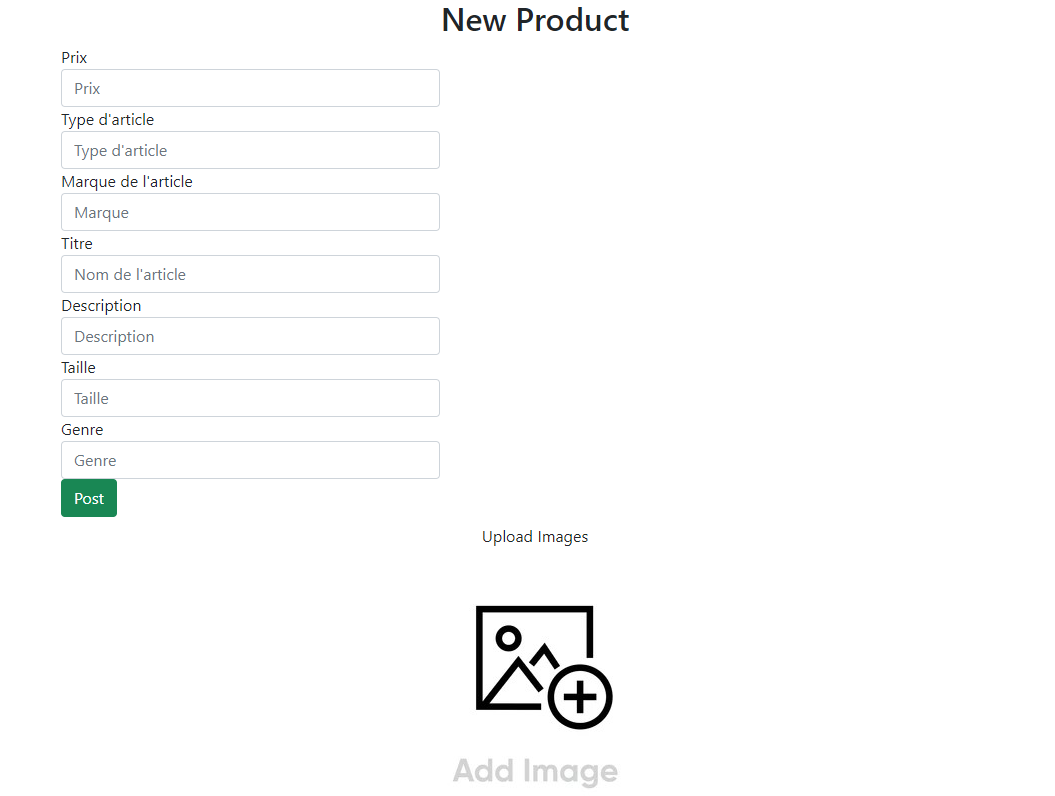 New Product
Prix
Prix
Type d'article
Type d'article
Marque de l'article
Marque
Titre
Nom de l'article
Description
Description
Taille
Taille
Genre
Genre
Post
Upload Images
Add Image